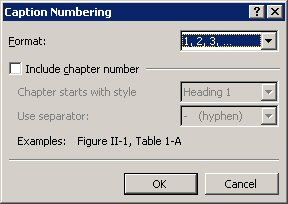 Caption Numbering
Format: 1, 2, 3, ...
Include chapter number
Chapter starts with style Heading 1
Use separator: - (hyphen)
Examples: Figure II-1, Table 1-A
OK Cancel